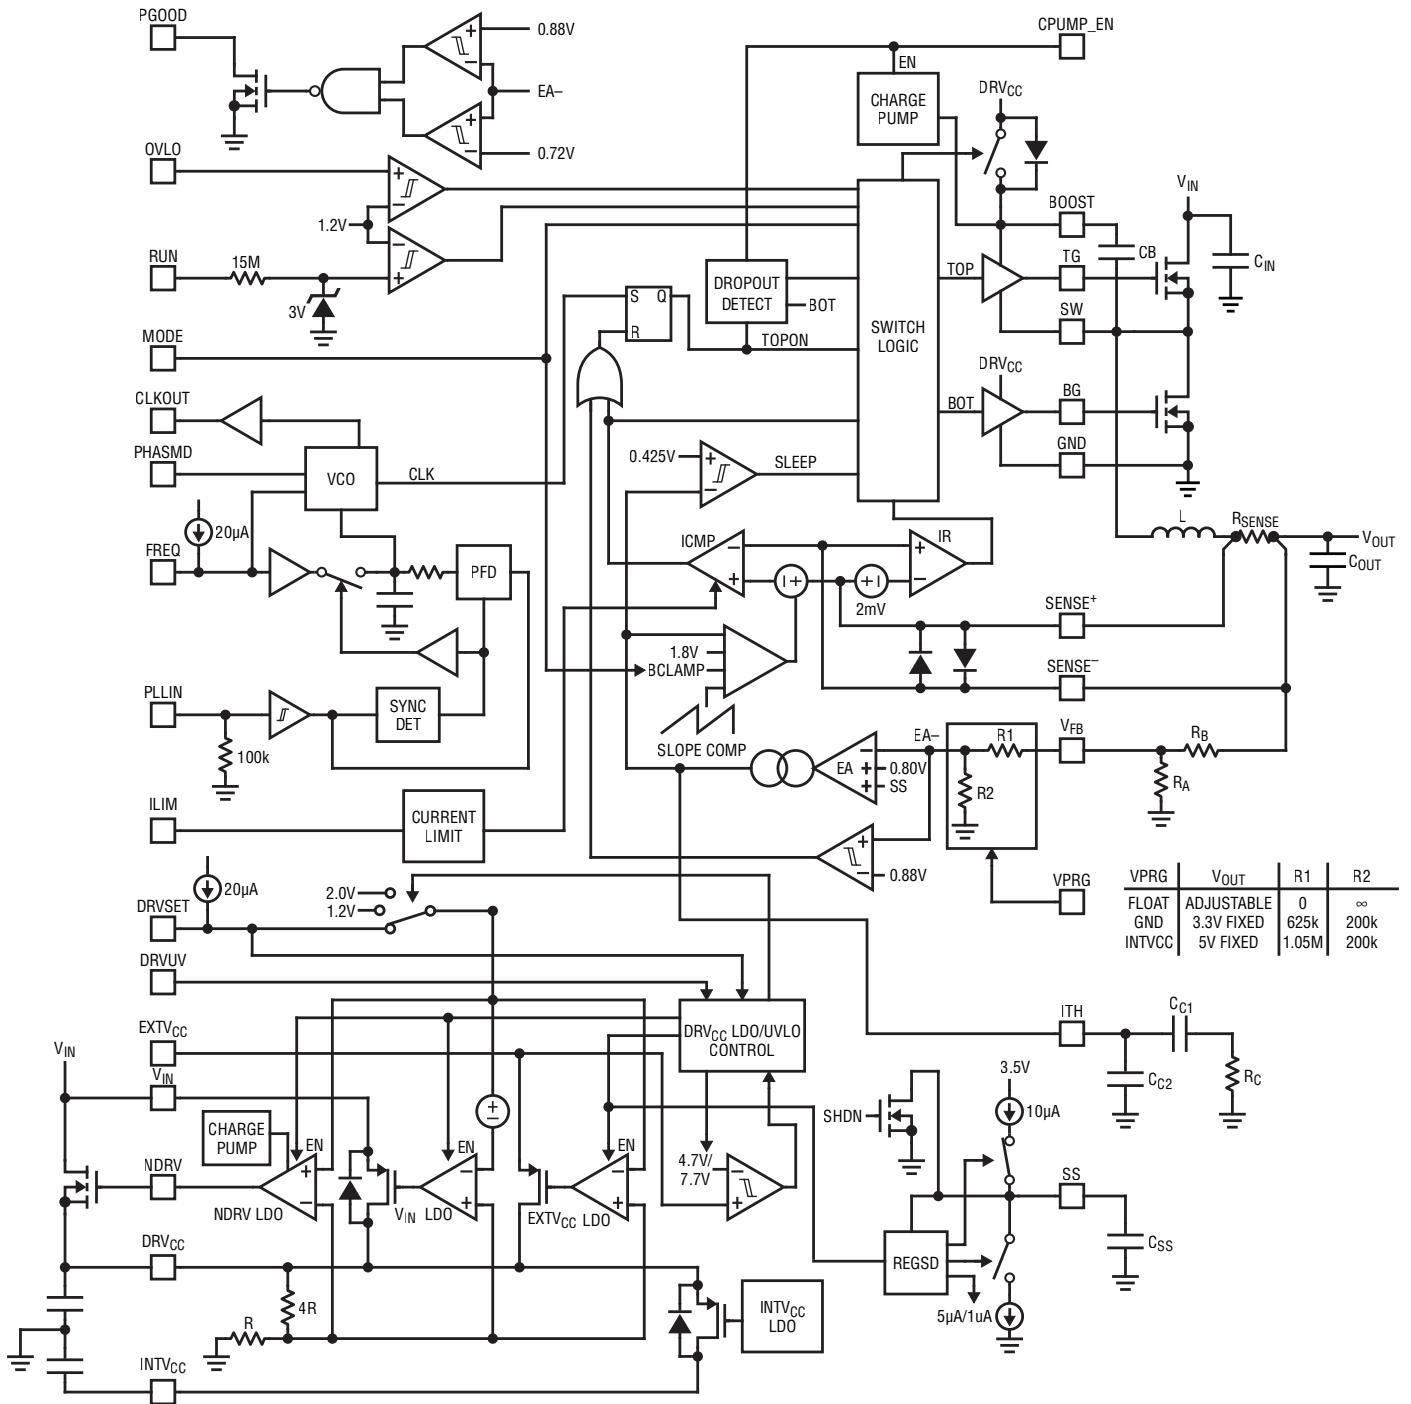 PGOOD
0.88V
EA–
0.72V
CPUMP_EN
EN
CHARGE PUMP
DRVCC
OVLO
1.2V
RUN
15M
3V
MODE
CLKOUT
PHASMD
VCO
CLK
20µA
FREQ
PFD
PLLIN
100k
SYNC DET
ILIM
CURRENT LIMIT
S Q
R
DROPOUT DETECT
BOT
TOPON
SWITCH LOGIC
TOP
BOT
DRVCC
BOOST
TG
SW
BG
GND
CB
VIN
CIN
0.425V
SLEEP
ICMP
IR
2mV
1.8V
BCLAMP
SLOPE COMP
L
RSENSE
VOUT
COUT
SENSE+
SENSE–
EA
0.80V
SS
EA–
R1
R2
VFB
RB
RA
0.88V
VPRG
VPRG VOUT R1 R2
FLOAT ADJUSTABLE 0 ∞
GND 3.3V FIXED 625k 200k
INTVCC 5V FIXED 1.05M 200k
20µA
2.0V
1.2V
DRVSET
DRVUV
EXTVCC
VIN
VIN
DRVCC LDO/UVLO
CONTROL
CHARGE PUMP
EN
EN
EN
NDRV
NDRV LDO
VIN LDO
EXTVCC LDO
4.7V/
7.7V
DRVCC
4R
R
INTVCC
INTVCC
LDO
ITH
CC1
CC2
RC
SHDN
3.5V
10µA
SS
CSS
REGSD
5µA/1uA